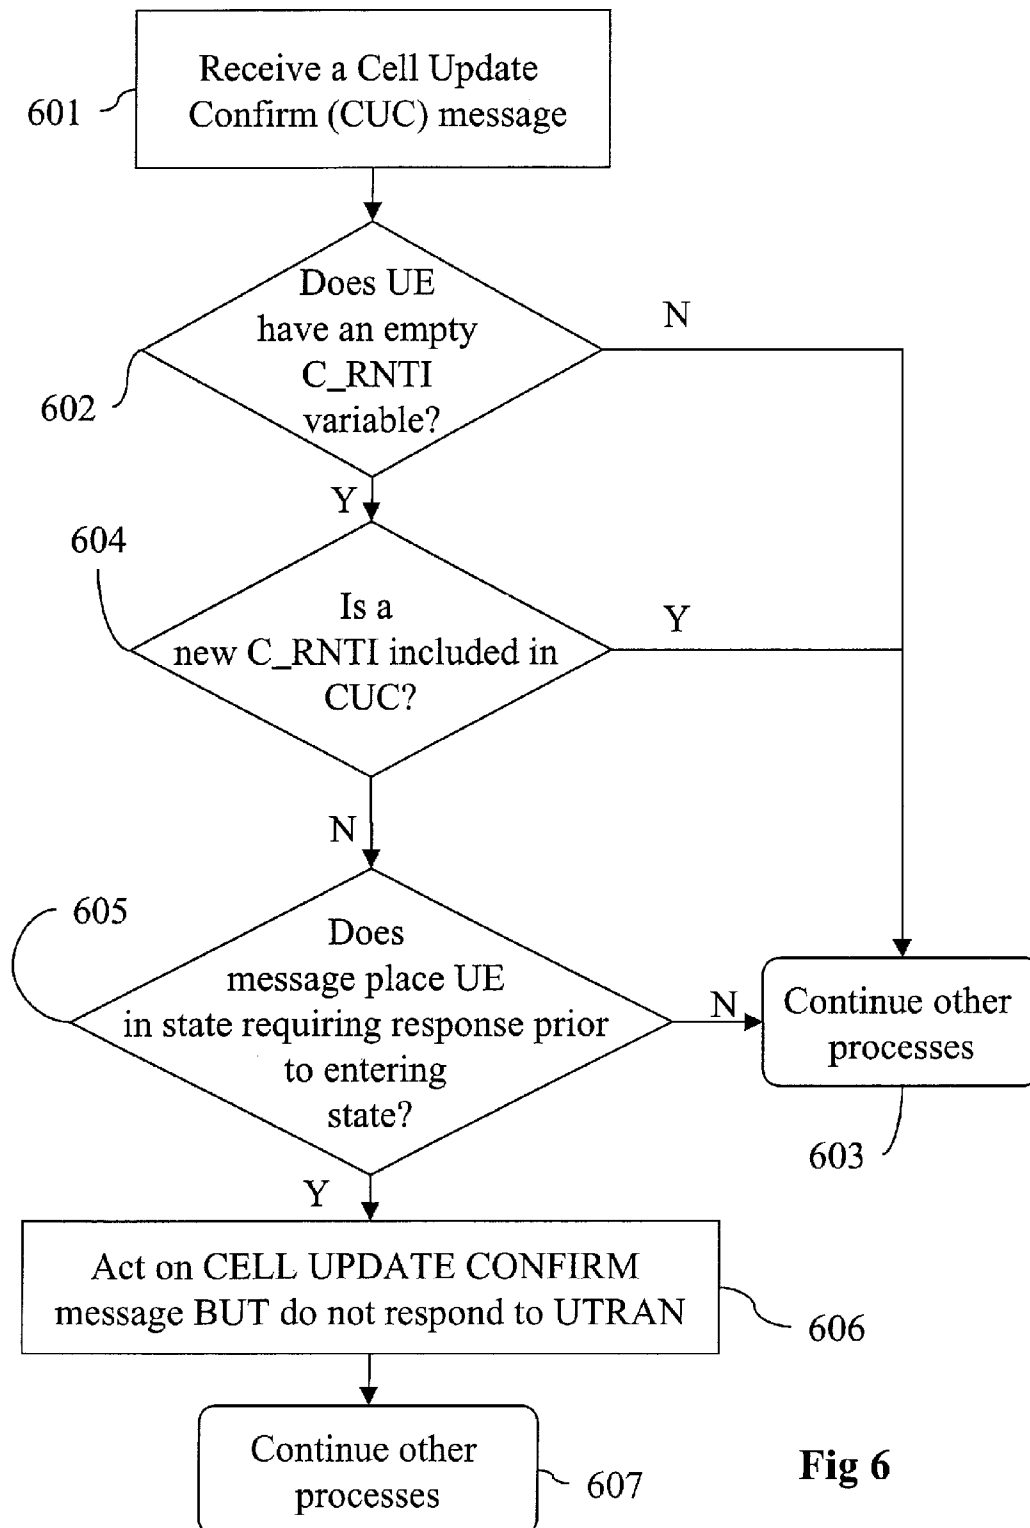 Receive a Cell Update
Confirm (CUC) message
601
Does UE
have an empty
C_RNTI
variable?
N
602
Y
604
Is a
new C_RNTI included in
CUC?
Y
N
605
Does
message place UE
in state requiring response prior
to entering
state?
N
Continue other
processes
603
Y
Act on CELL UPDATE CONFIRM
message BUT do not respond to UTRAN
606
Continue other
processes
607
Fig 6